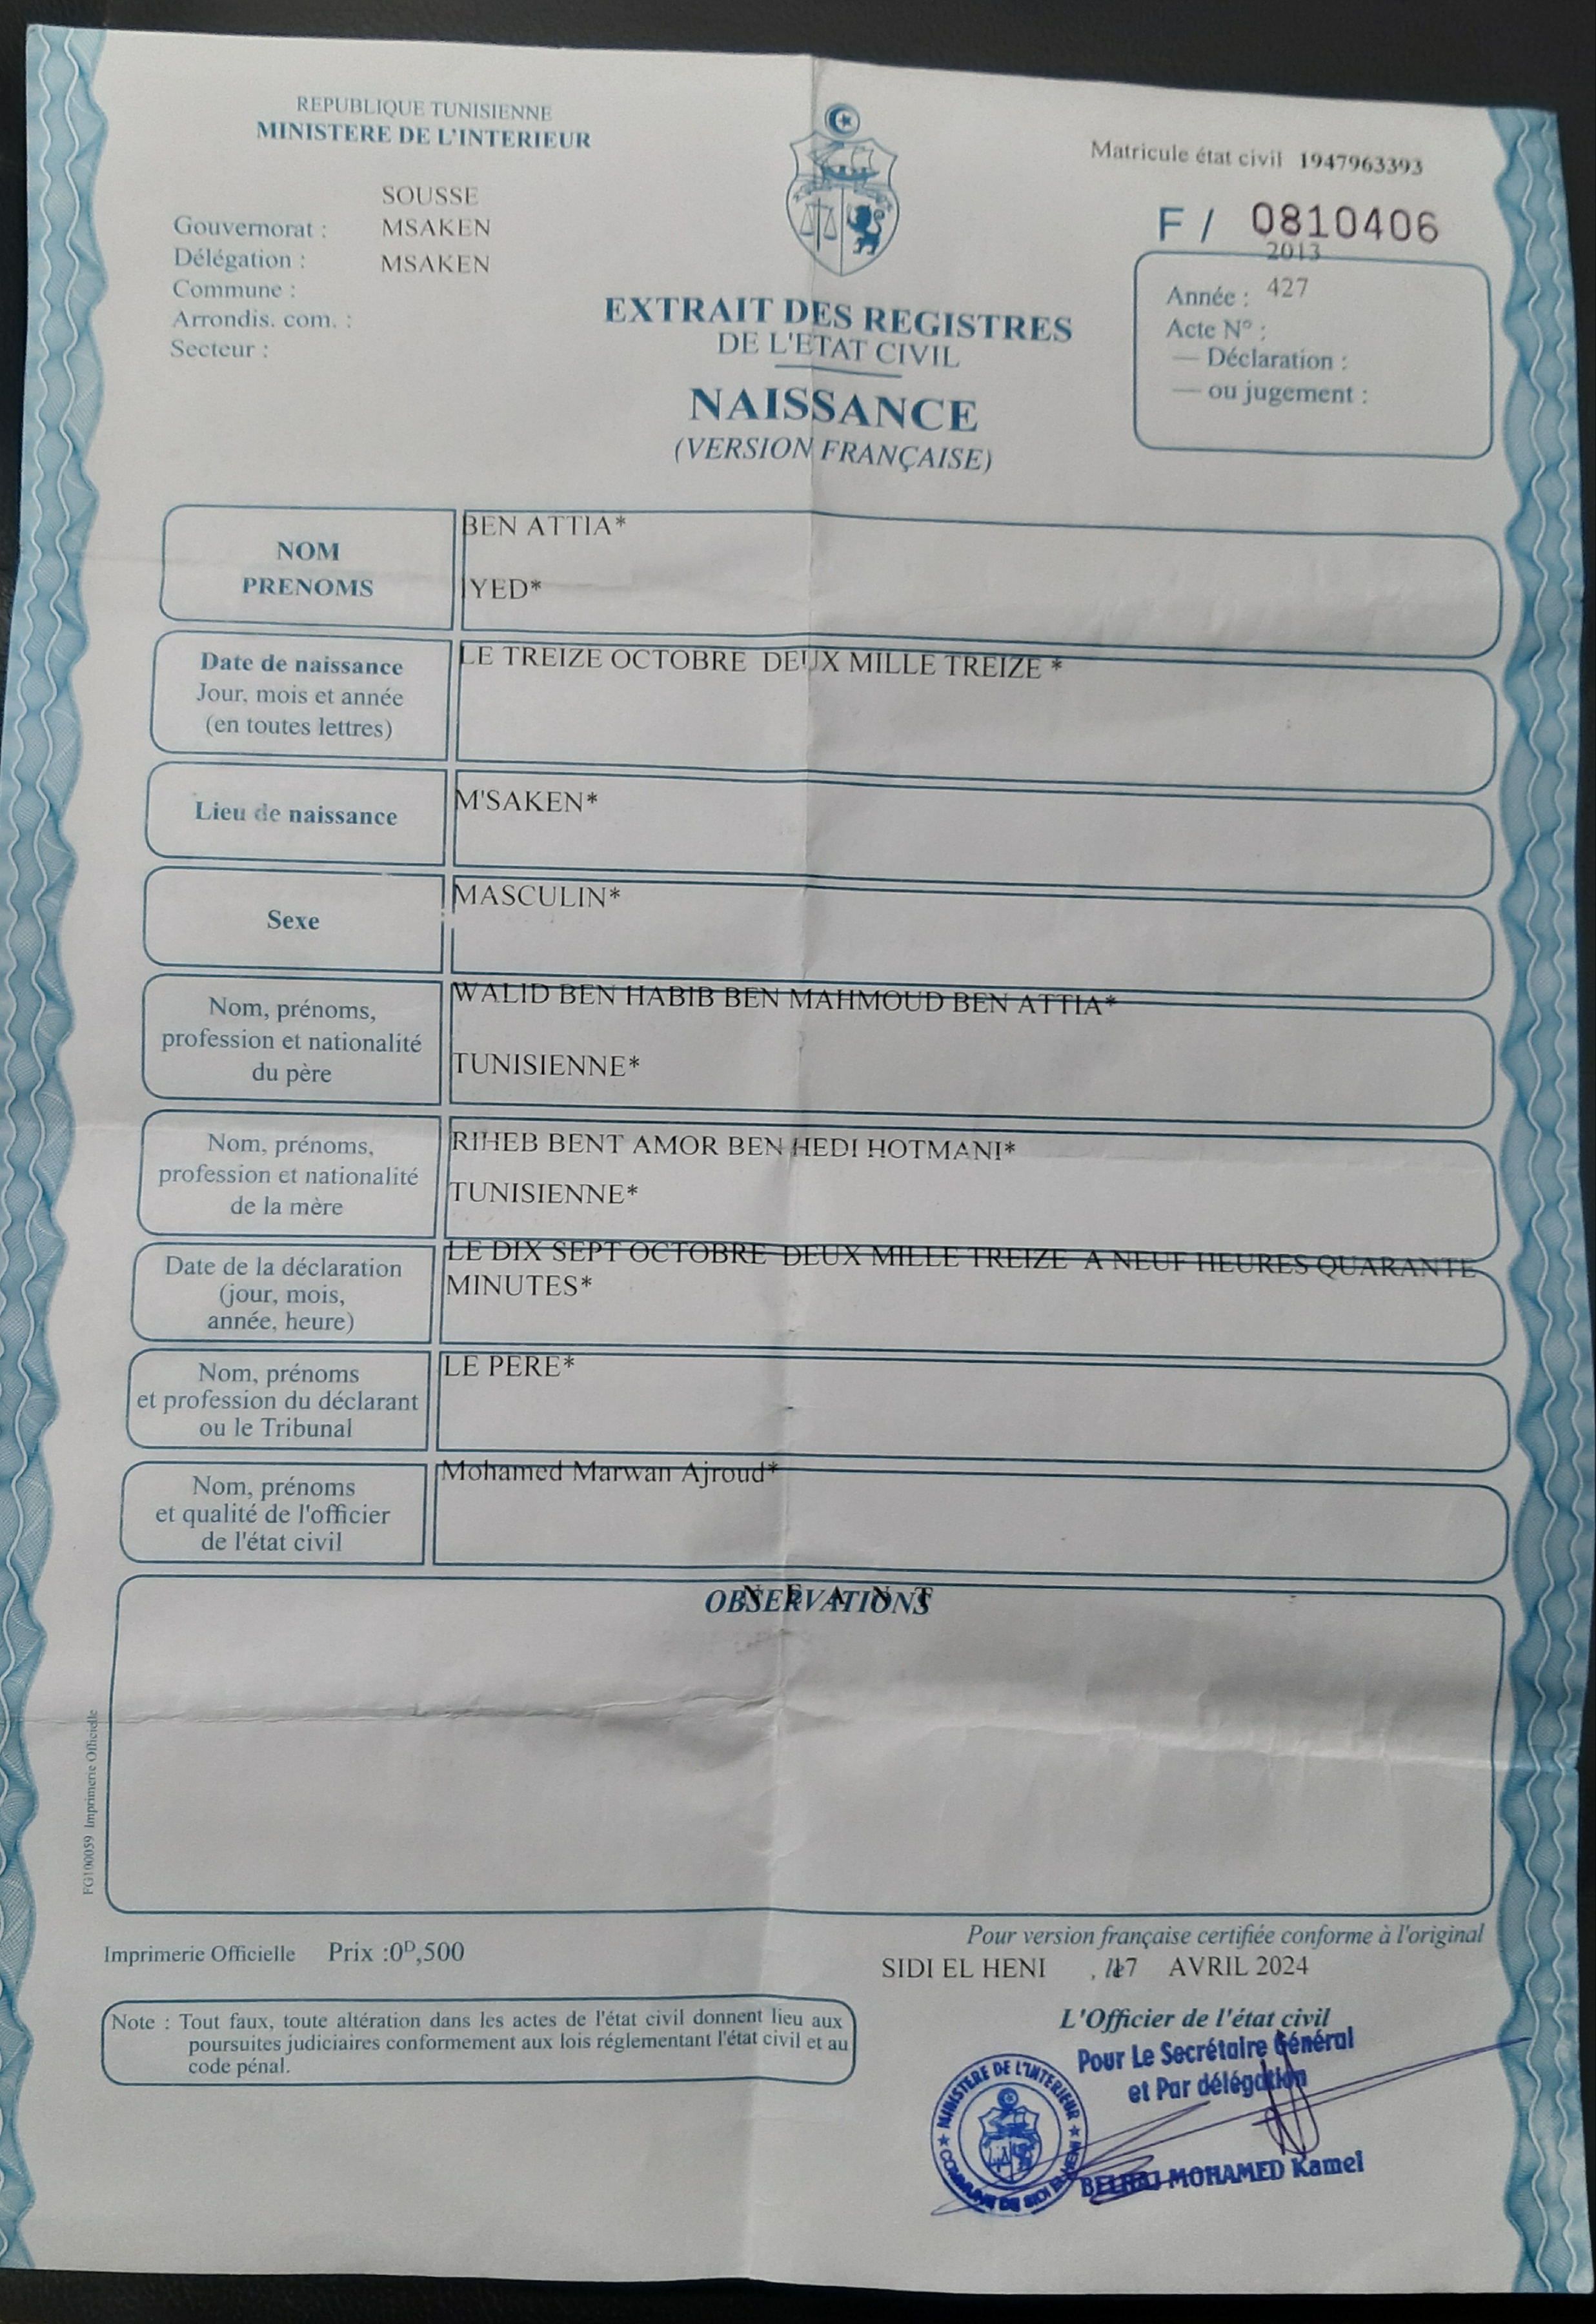 REPUBLIQUE TUNISIENNE
MINISTERE DE L'INTERIEUR
Matricule état civil 1947963393
SOUSSE
Gouvernorat : MSAKEN
Délégation : MSAKEN
Commune :
Arrondis. com. :
Secteur :
F / 0810406
2013
Année : 427
Acte N° :
— Déclaration :
— ou jugement :
EXTRAIT DES REGISTRES
DE L'ETAT CIVIL
NAISSANCE
(VERSION FRANÇAISE)
NOM
PRENOMS
BEN ATTIA*
IYED*
Date de naissance
Jour, mois et année
(en toutes lettres)
LE TREIZE OCTOBRE DEUX MILLE TREIZE *
Lieu de naissance
M'SAKEN*
Sexe
MASCULIN*
Nom, prénoms,
profession et nationalité
du père
WALID BEN HABIB BEN MAHMOUD BEN ATTIA*
TUNISIENNE*
Nom, prénoms,
profession et nationalité
de la mère
RIHEB BENT AMOR BEN HEDI HOTMANI*
TUNISIENNE*
Date de la déclaration
(jour, mois,
année, heure)
LE DIX SEPT OCTOBRE DEUX MILLE TREIZE A NEUF HEURES QUARANTE
MINUTES*
Nom, prénoms
et profession du déclarant
ou le Tribunal
LE PERE*
Nom, prénoms
et qualité de l'officier
de l'état civil
Mohamed Marwan Ajroud*
N E A N T
OBSERVATIONS
FG100059 Imprimerie Officielle
Imprimerie Officielle Prix :0D,500
Pour version française certifiée conforme à l'original
SIDI EL HENI , le 17 AVRIL 2024
Note : Tout faux, toute altération dans les actes de l'état civil donnent lieu aux
poursuites judiciaires conformement aux lois réglementant l'état civil et au
code pénal.
L'Officier de l'état civil
Pour Le Secrétaire Général
et Par délégation
BELHAJ MOHAMED Kamel
MINISTERE DE L'INTERIEUR
COMMUNE DE SIDI EL HENI